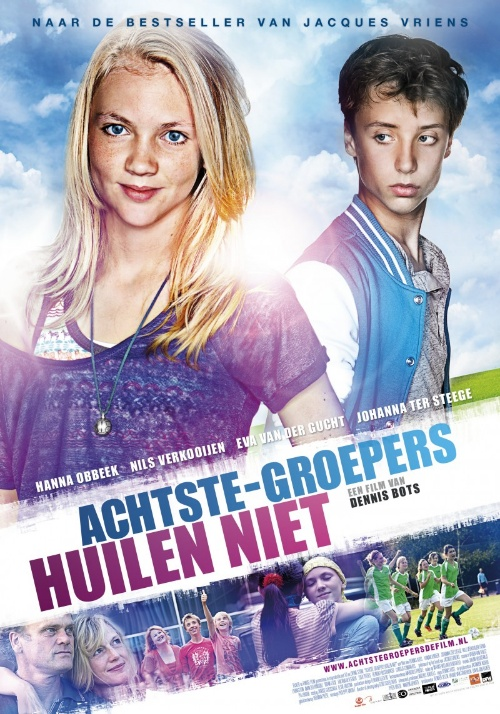 NAAR DE BESTSELLER VAN JACQUES VRIENS
HANNA OBBEEK NILS VERKOOIJEN EVA VAN DER GUCHT JOHANNA TER STEEGE
ACHTSTE-GROEPERS
HUILEN NIET
EEN FILM VAN
DENNIS BOTS
WWW.ACHTSTEGROEPERSDEFILM.NL